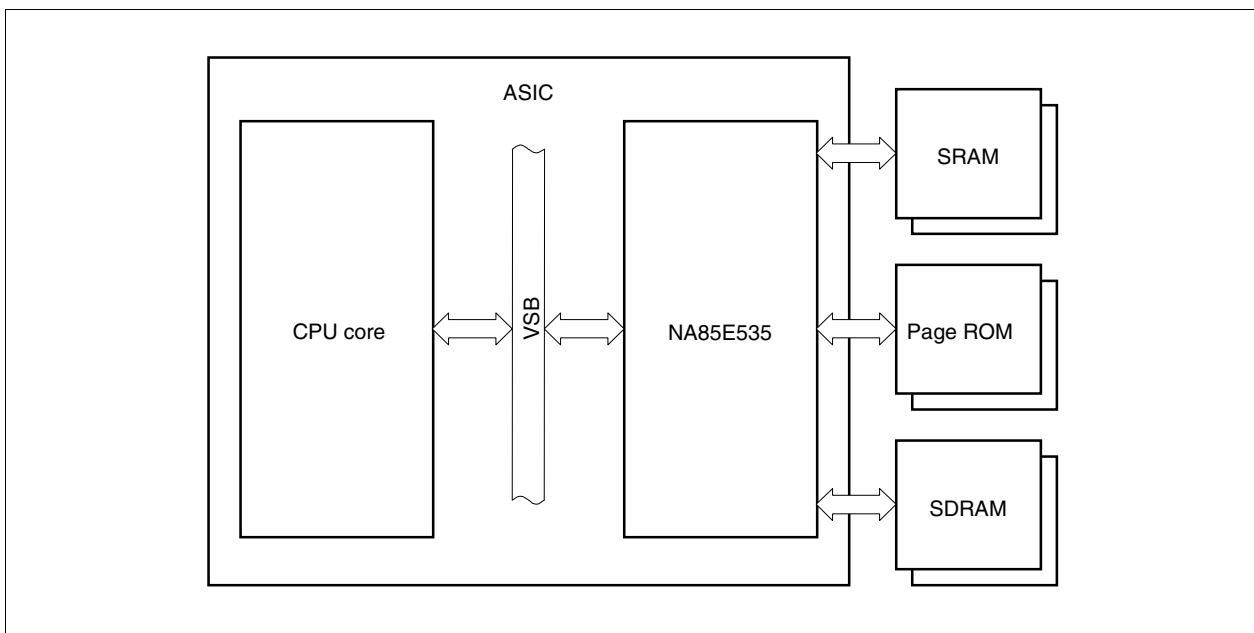 ASIC
SRAM
CPU core
VSB
NA85E535
Page ROM
SDRAM